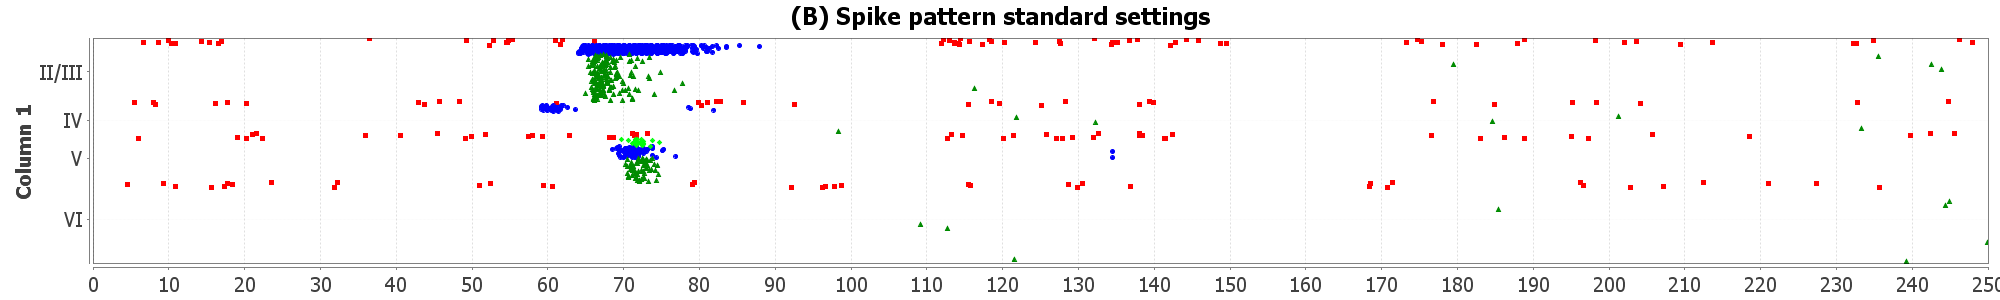 (B) Spike pattern standard settings
Column 1
II/III
IV
V
VI
0 10 20 30 40 50 60 70 80 90 100 110 120 130 140 150 160 170 180 190 200 210 220 230 240 250